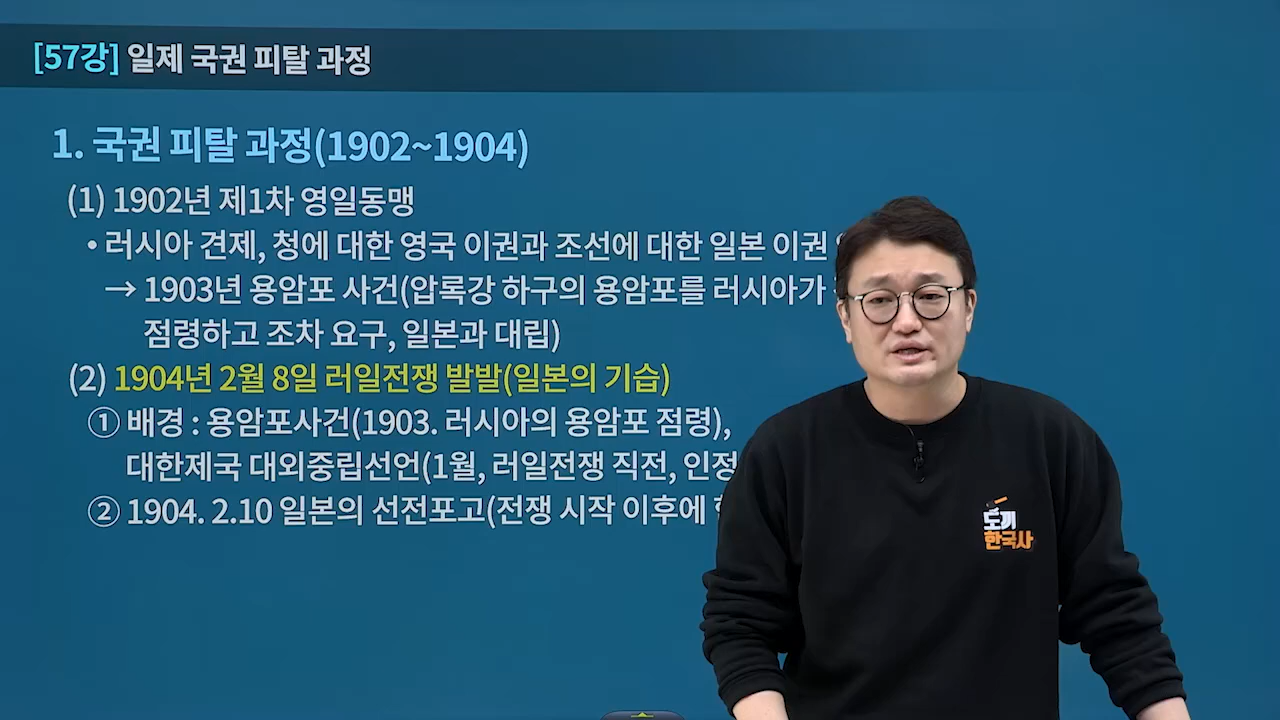 [57강] 일제 국권 피탈 과정
1. 국권 피탈 과정(1902~1904)
(1) 1902년 제1차 영일동맹
• 러시아 견제, 청에 대한 영국 이권과 조선에 대한 일본 이권
→ 1903년 용암포 사건(압록강 하구의 용암포를 러시아가
점령하고 조차 요구, 일본과 대립)
(2) 1904년 2월 8일 러일전쟁 발발(일본의 기습)
① 배경 : 용암포사건(1903. 러시아의 용암포 점령),
대한제국 대외중립선언(1월, 러일전쟁 직전, 인정
② 1904. 2.10 일본의 선전포고(전쟁 시작 이후에
도끼
한국사